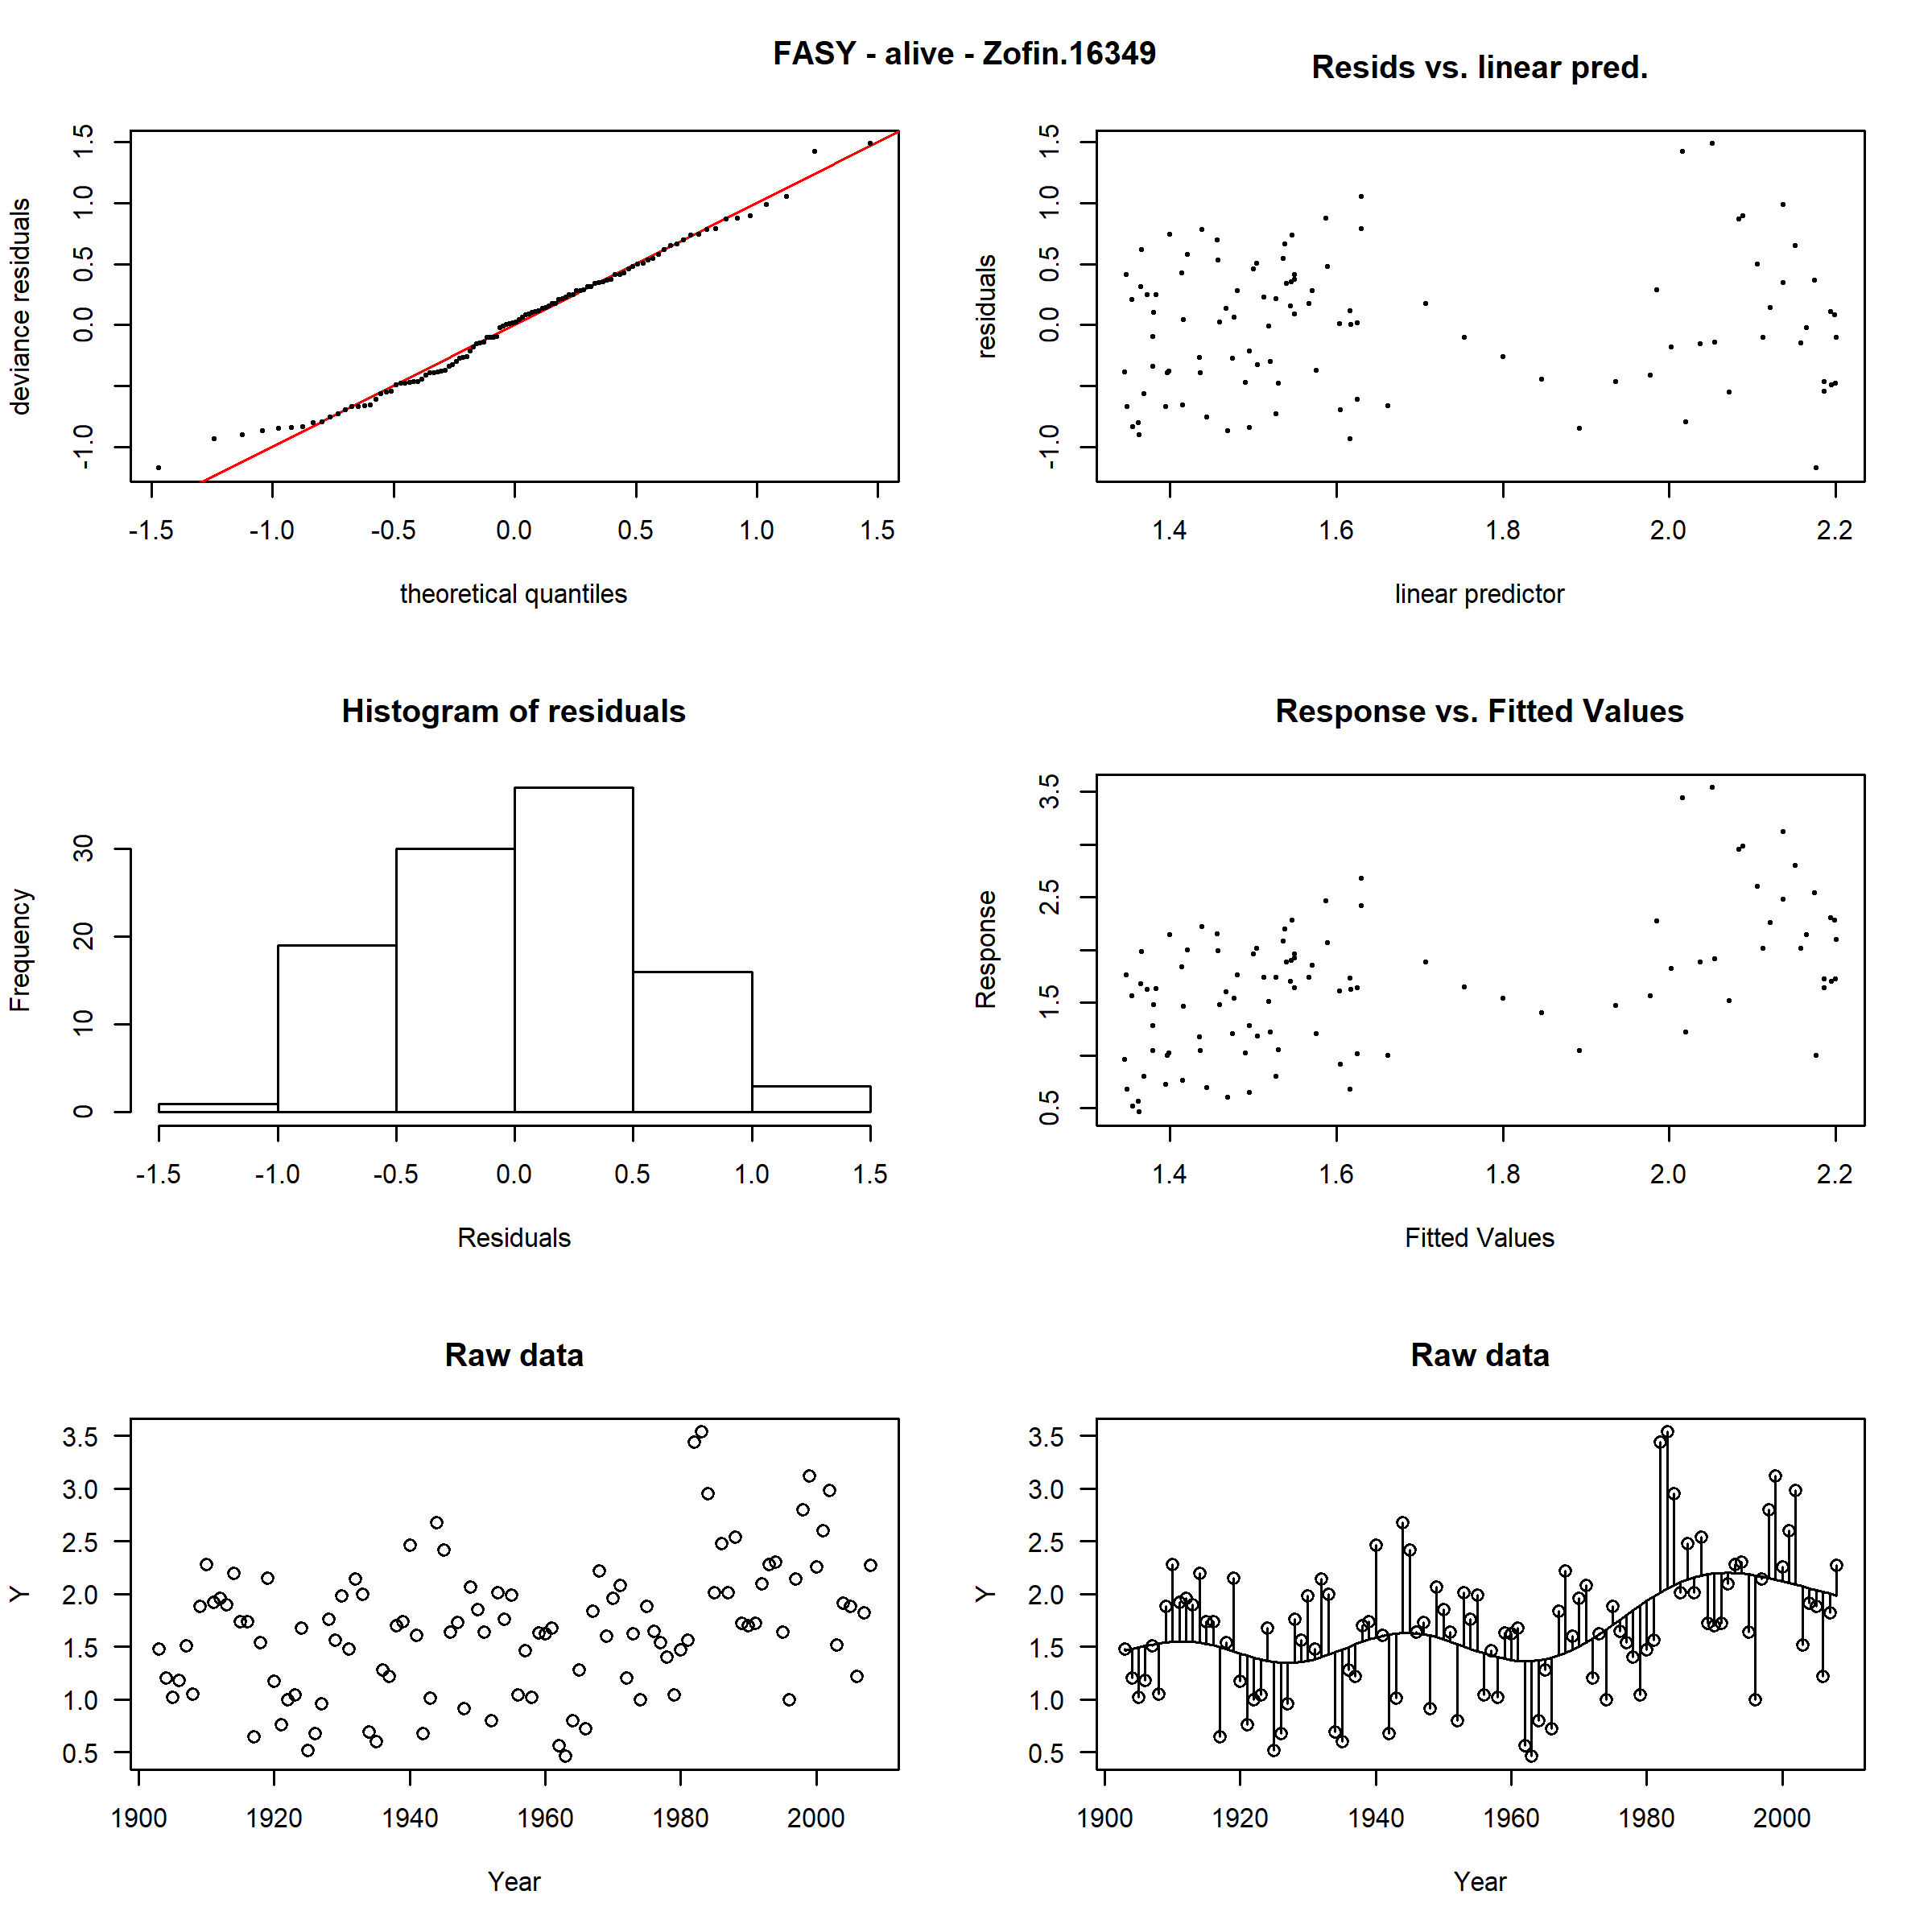 FASY - alive - Zofin.16349
Resids vs. linear pred.
deviance residuals
-1.0 0.0 0.5 1.0 1.5
-1.5 -1.0 -0.5 0.0 0.5 1.0 1.5
theoretical quantiles
residuals
-1.0 0.0 0.5 1.0 1.5
1.4 1.6 1.8 2.0 2.2
linear predictor
Histogram of residuals
Frequency
0 10 20 30
-1.5 -1.0 -0.5 0.0 0.5 1.0 1.5
Residuals
Response vs. Fitted Values
Response
0.5 1.5 2.5 3.5
1.4 1.6 1.8 2.0 2.2
Fitted Values
Raw data
Y
3.5
3.0
2.5
2.0
1.5
1.0
0.5
1900 1920 1940 1960 1980 2000
Year
Raw data
Y
3.5
3.0
2.5
2.0
1.5
1.0
0.5
1900 1920 1940 1960 1980 2000
Year